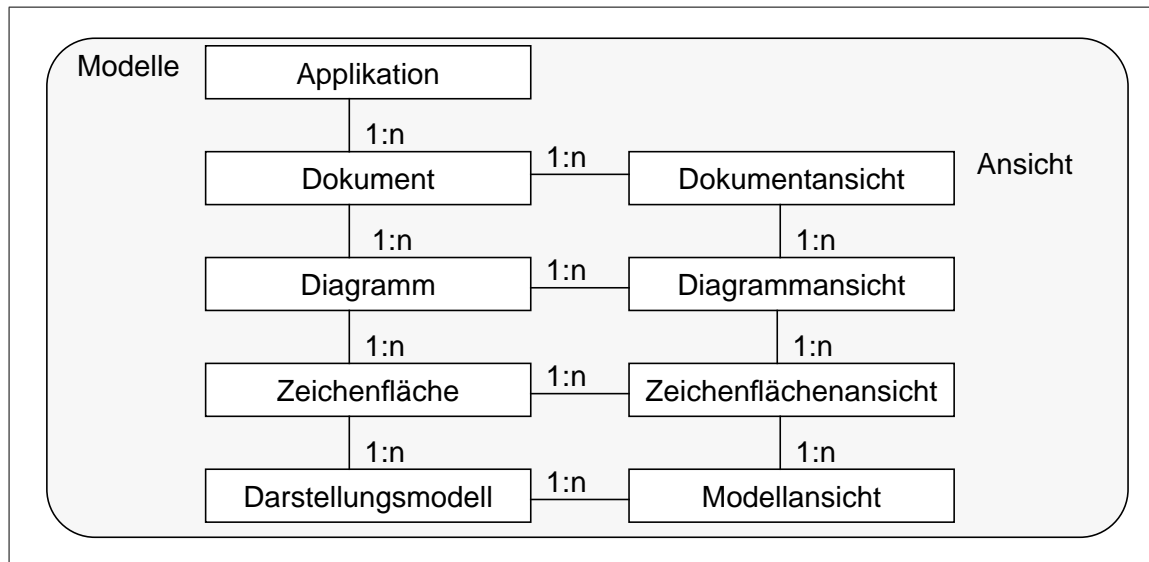 Modelle
Applikation
1:n
Dokument
1:n
Dokumentansicht
Ansicht
1:n
1:n
Diagramm
1:n
Diagrammansicht
1:n
1:n
Zeichenfläche
1:n
Zeichenflächenansicht
1:n
1:n
Darstellungsmodell
1:n
Modellansicht